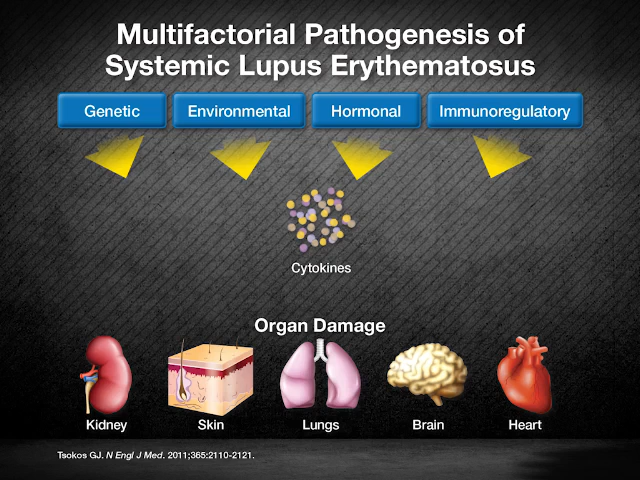 Multifactorial Pathogenesis of
Systemic Lupus Erythematosus
Genetic
Environmental
Hormonal
Immunoregulatory
Cytokines
Organ Damage
Kidney
Skin
Lungs
Brain
Heart
Tsokos GJ. N Engl J Med. 2011;365:2110-2121.